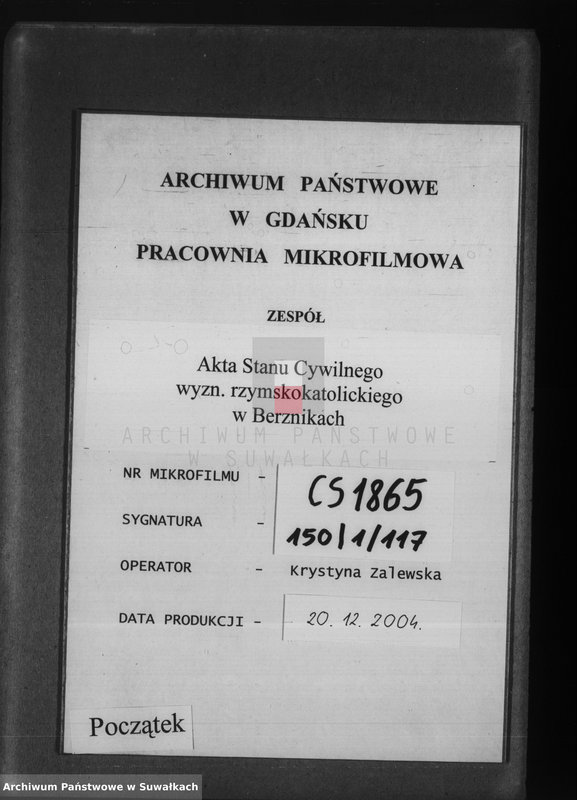 ARCHIWUM PAŃSTWOWE
W GDAŃSKU
PRACOWNIA MIKROFILMOWA
ZESPÓŁ
Akta Stanu Cywilnego
wyzn. rzymskokatolickiego
w Berznikach
ARCHIWUM PAŃSTWOWE
W SUWAŁKACH
NR MIKROFILMU - CS1865
SYGNATURA - 150/1/117
OPERATOR - Krystyna Zalewska
DATA PRODUKCJI - 20.12.2004.
Początek
Archiwum Państwowe w Suwałkach